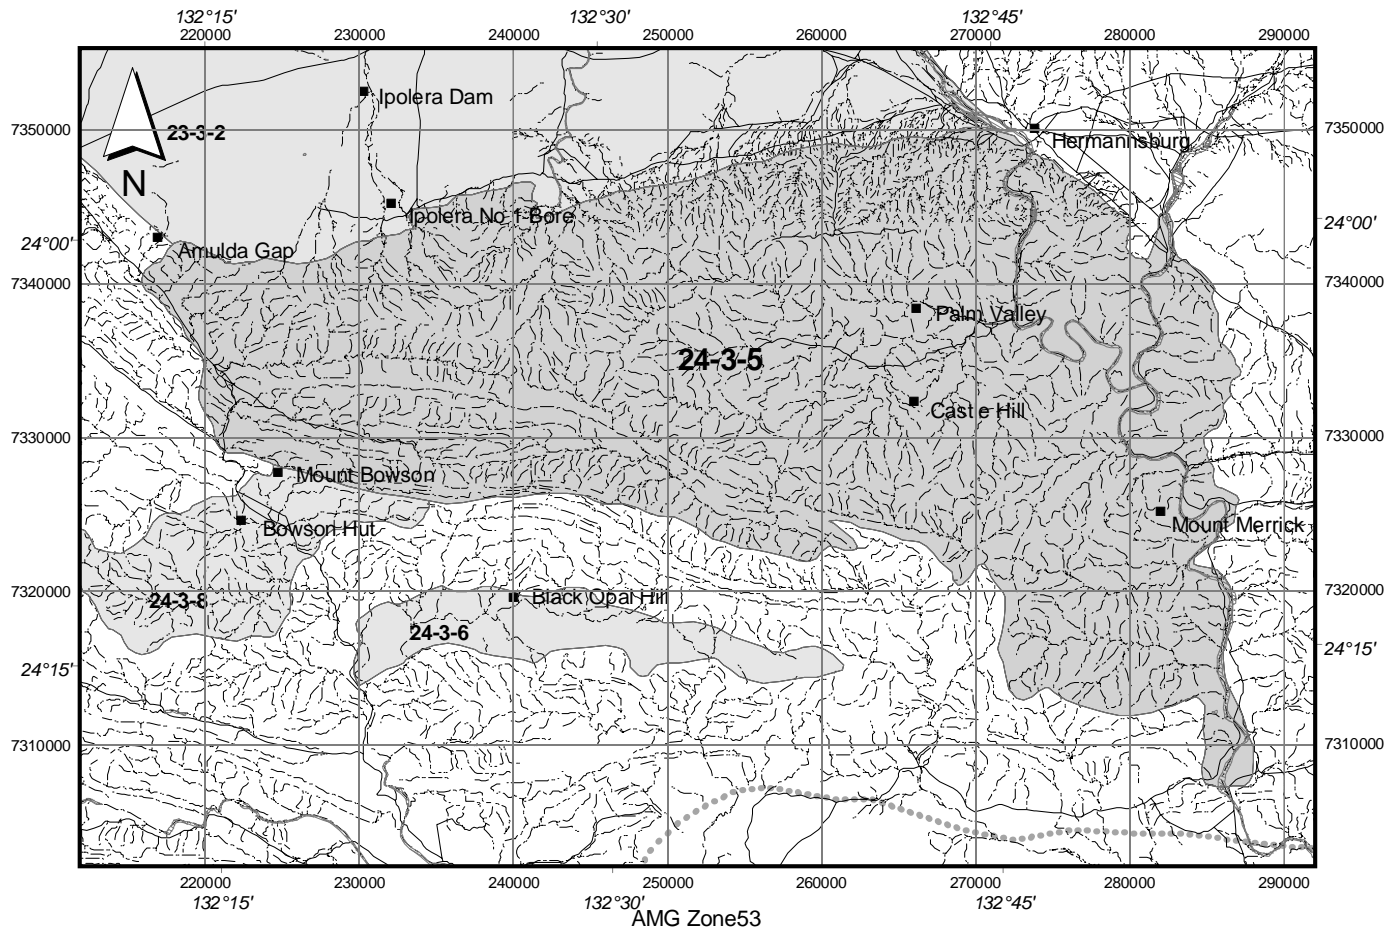 132°15' 132°30' 132°45'
220000 230000 240000 250000 260000 270000 280000 290000
Ipolera Dam
7350000 23-3-2 7350000
Hermannsburg
N
Ipolera No 1 Bore
24°00'
24°00'
Amulda Gap
7340000 7340000
Palm Valley
24-3-5
Cast e Hill
7330000 7330000
Mount Bowson
Bowson Hut
Mount Merrick
7320000 7320000
24-3-8
Black Opal Hill
24-3-6
24°15'
24°15'
7310000 7310000
220000 230000 240000 250000 260000 270000 280000 290000
132°15' 132°30' 132°45'
AMG Zone53